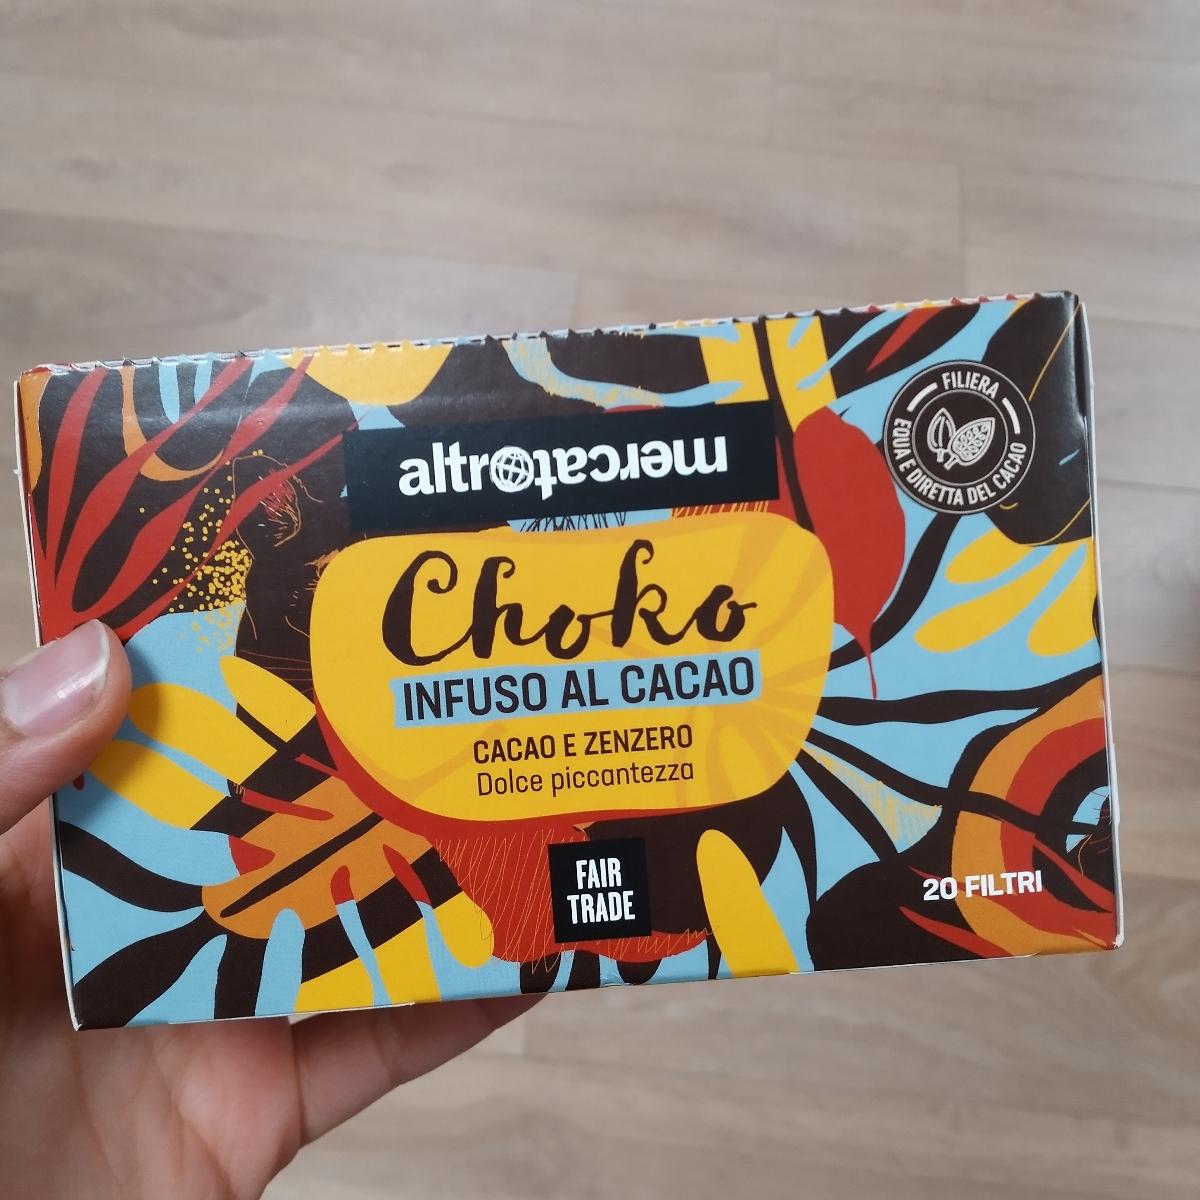 altromercato
FILIERA
EQUA E DIRETTA DEL CACAO
Choko
INFUSO AL CACAO
CACAO E ZENZERO
Dolce piccantezza
FAIR
TRADE
20 FILTRI